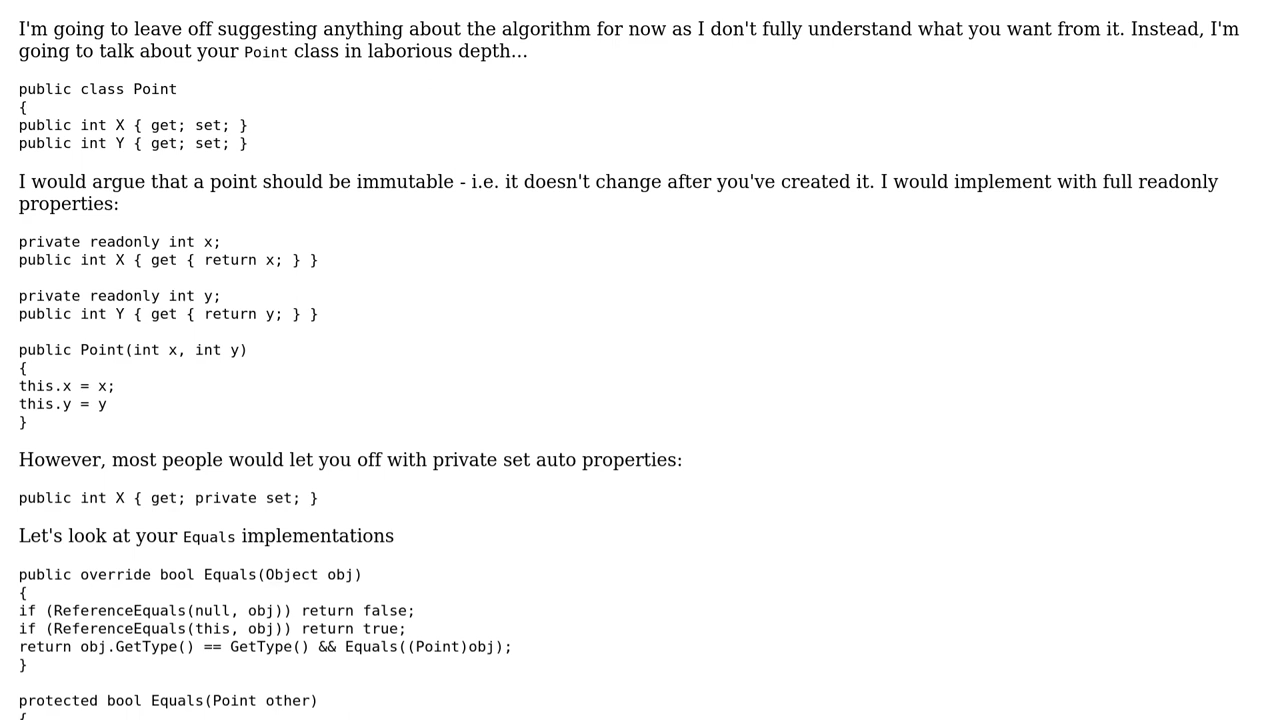 I'm going to leave off suggesting anything about the algorithm for now as I don't fully understand what you want from it. Instead, I'm
going to talk about your Point class in laborious depth...
public class Point
{
public int X { get; set; }
public int Y { get; set; }
I would argue that a point should be immutable - i.e. it doesn't change after you've created it. I would implement with full readonly
properties:
private readonly int x;
public int X { get { return x; } }
private readonly int y;
public int Y { get { return y; } }
public Point(int x, int y)
{
this.x = x;
this.y = y
}
However, most people would let you off with private set auto properties:
public int X { get; private set; }
Let's look at your Equals implementations
public override bool Equals(Object obj)
{
if (ReferenceEquals(null, obj)) return false;
if (ReferenceEquals(this, obj)) return true;
return obj.GetType() == GetType() && Equals((Point)obj);
}
protected bool Equals(Point other)
{